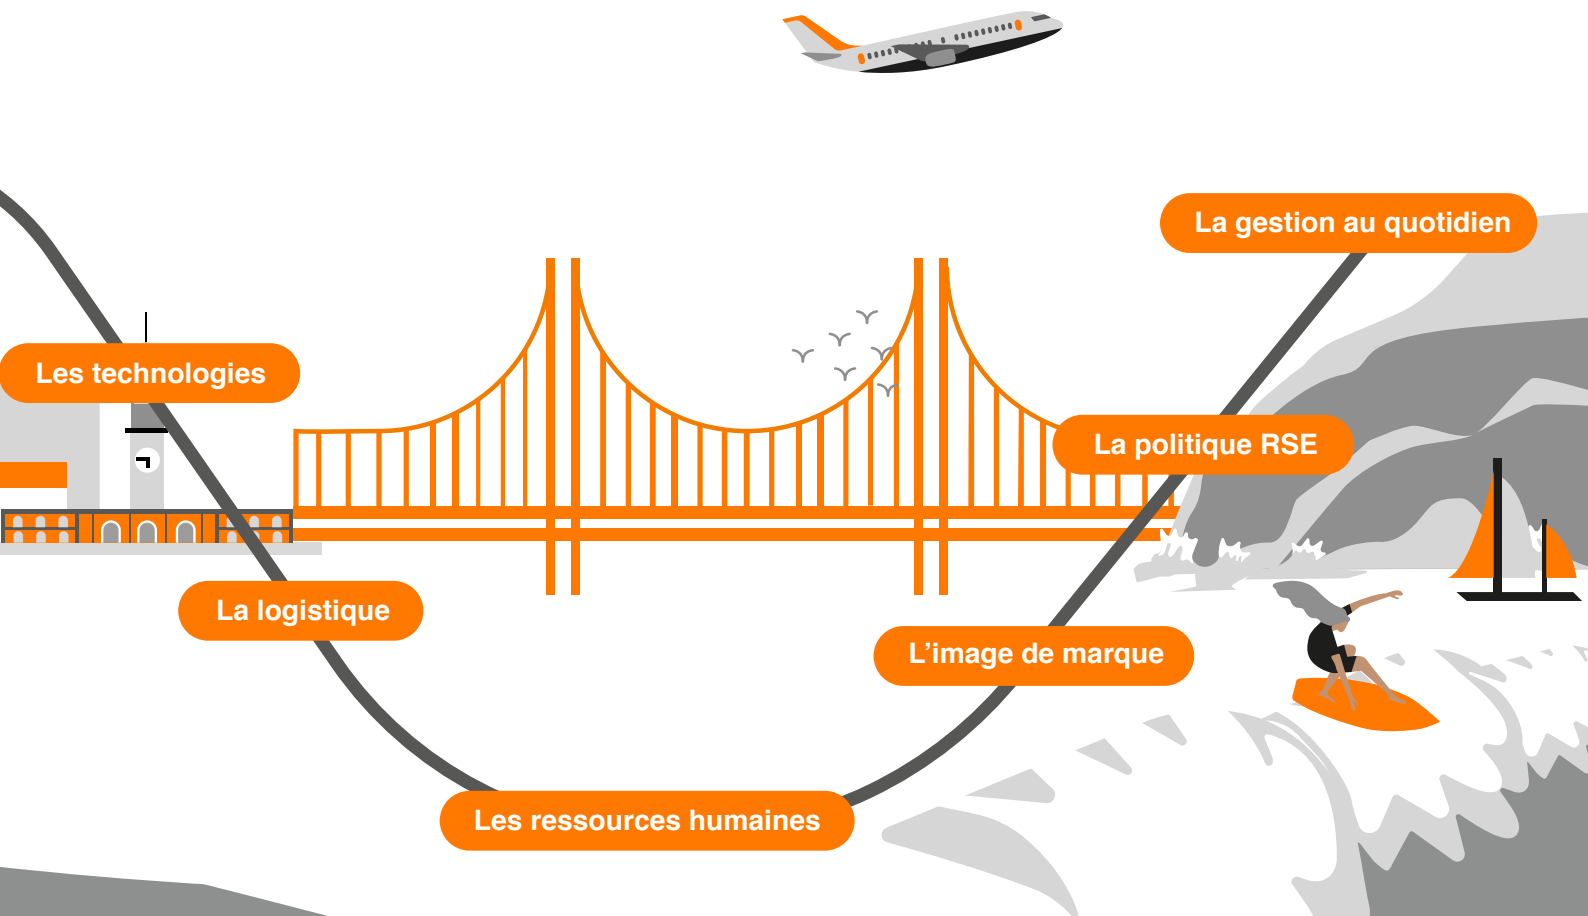 La gestion au quotidien
Les technologies
La politique RSE
La logistique
L’image de marque
Les ressources humaines